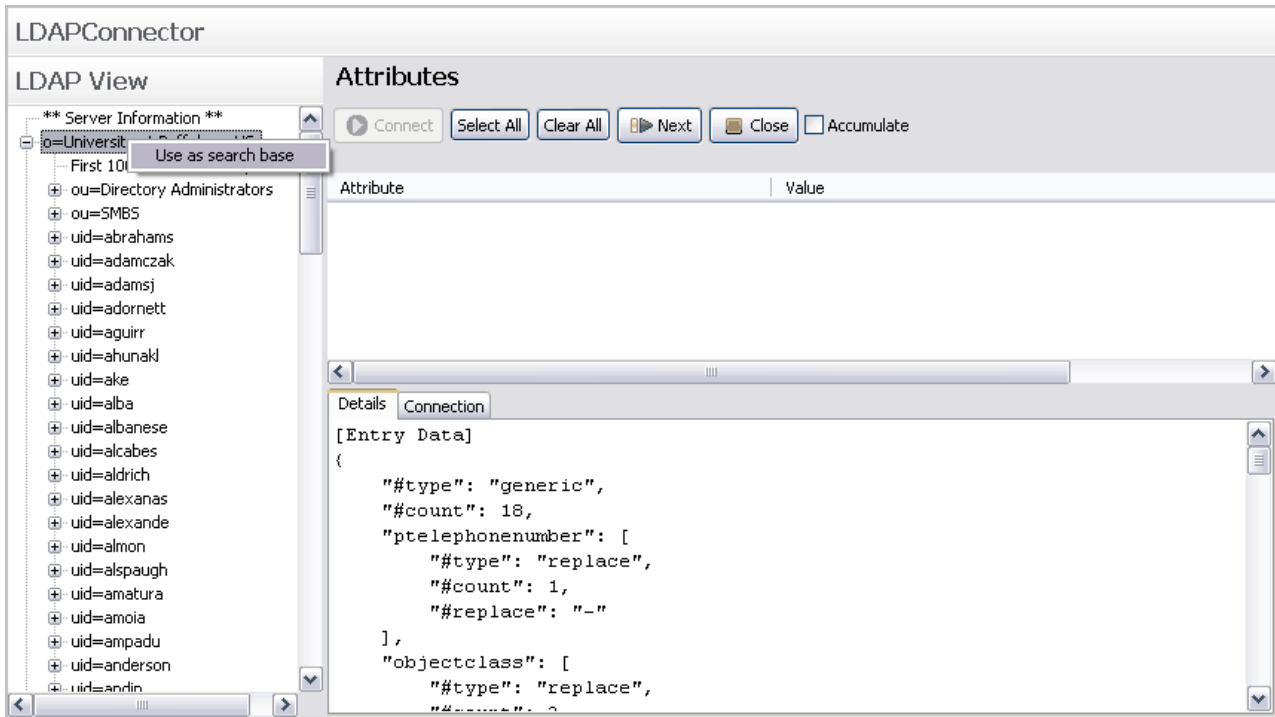 LDAPConnector
LDAP View
** Server Information **
o=Universit
Use as search base
First 10
ou=Directory Administrators
ou=SMBS
uid=abrahams
uid=adamczak
uid=adamsj
uid=adornett
uid=aguirr
uid=ahunakl
uid=ake
uid=alba
uid=albanese
uid=alcabes
uid=aldrich
uid=alexanas
uid=alexande
uid=almon
uid=alspaugh
uid=amatura
uid=amoia
uid=ampadu
uid=anderson
uid=andin
Attributes
Connect Select All Clear All Next Close Accumulate
Attribute Value
Details Connection
[Entry Data]
{
"#type": "generic",
"#count": 18,
"ptelephonenumber": [
"#type": "replace",
"#count": 1,
"#replace": "-"
],
"objectclass": [
"#type": "replace",